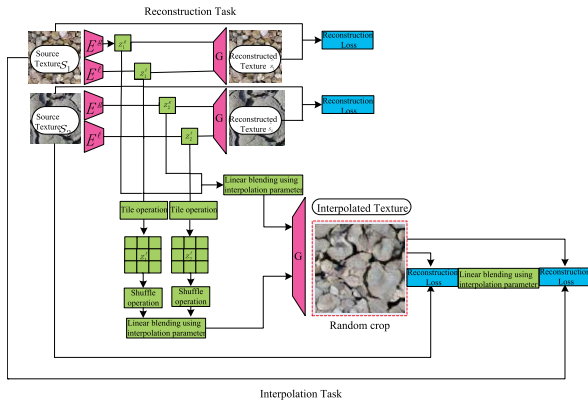 Reconstruction Task
Source
Texture S₁
E^g
z₁^g
G
Reconstructed
Texture
Reconstruction
Loss
E^ℓ
Source
Texture
E^g
G
Reconstructed
Texture
Reconstruction
Loss
E^ℓ
Linear blending using
interpolation parameter
Tile operation
Tile operation
Interpolated Texture
G
Shuffle
operation
Shuffle
operation
Reconstruction
Loss
Linear blending using
interpolation parameter
Reconstruction
Loss
Linear blending using
interpolation parameter
Random crop
Interpolation Task